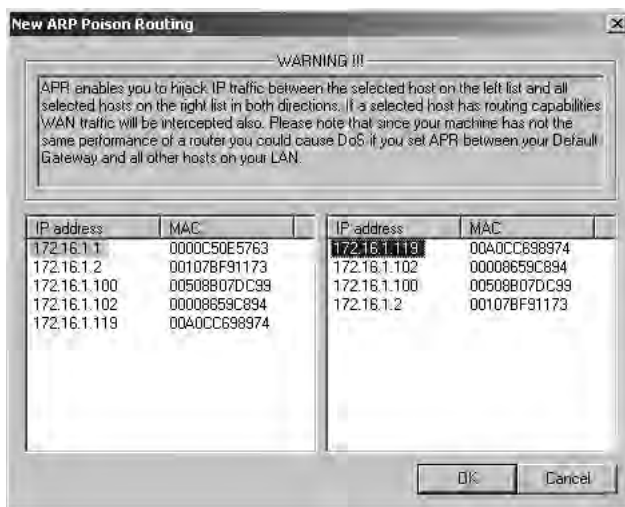 New ARP Poison Routing
WARNING !!!
APR enables you to hijack IP traffic between the selected host on the left list and all
selected hosts on the right list in both directions. If a selected host has routing capabilities
WAN traffic will be intercepted also. Please note that since your machine has not the
same performance of a router you could cause DoS if you set APR between your Default
Gateway and all other hosts on your LAN.
IP address MAC IP address MAC
172.16.1.1 0000C50E5763 172.16.1.119 00A0CC698974
172.16.1.2 00107BF91173 172.16.1.102 00008659C894
172.16.1.100 00508B07DC99 172.16.1.100 00508B07DC99
172.16.1.102 00008659C894 172.16.1.2 00107BF91173
172.16.1.119 00A0CC698974
OK Cancel